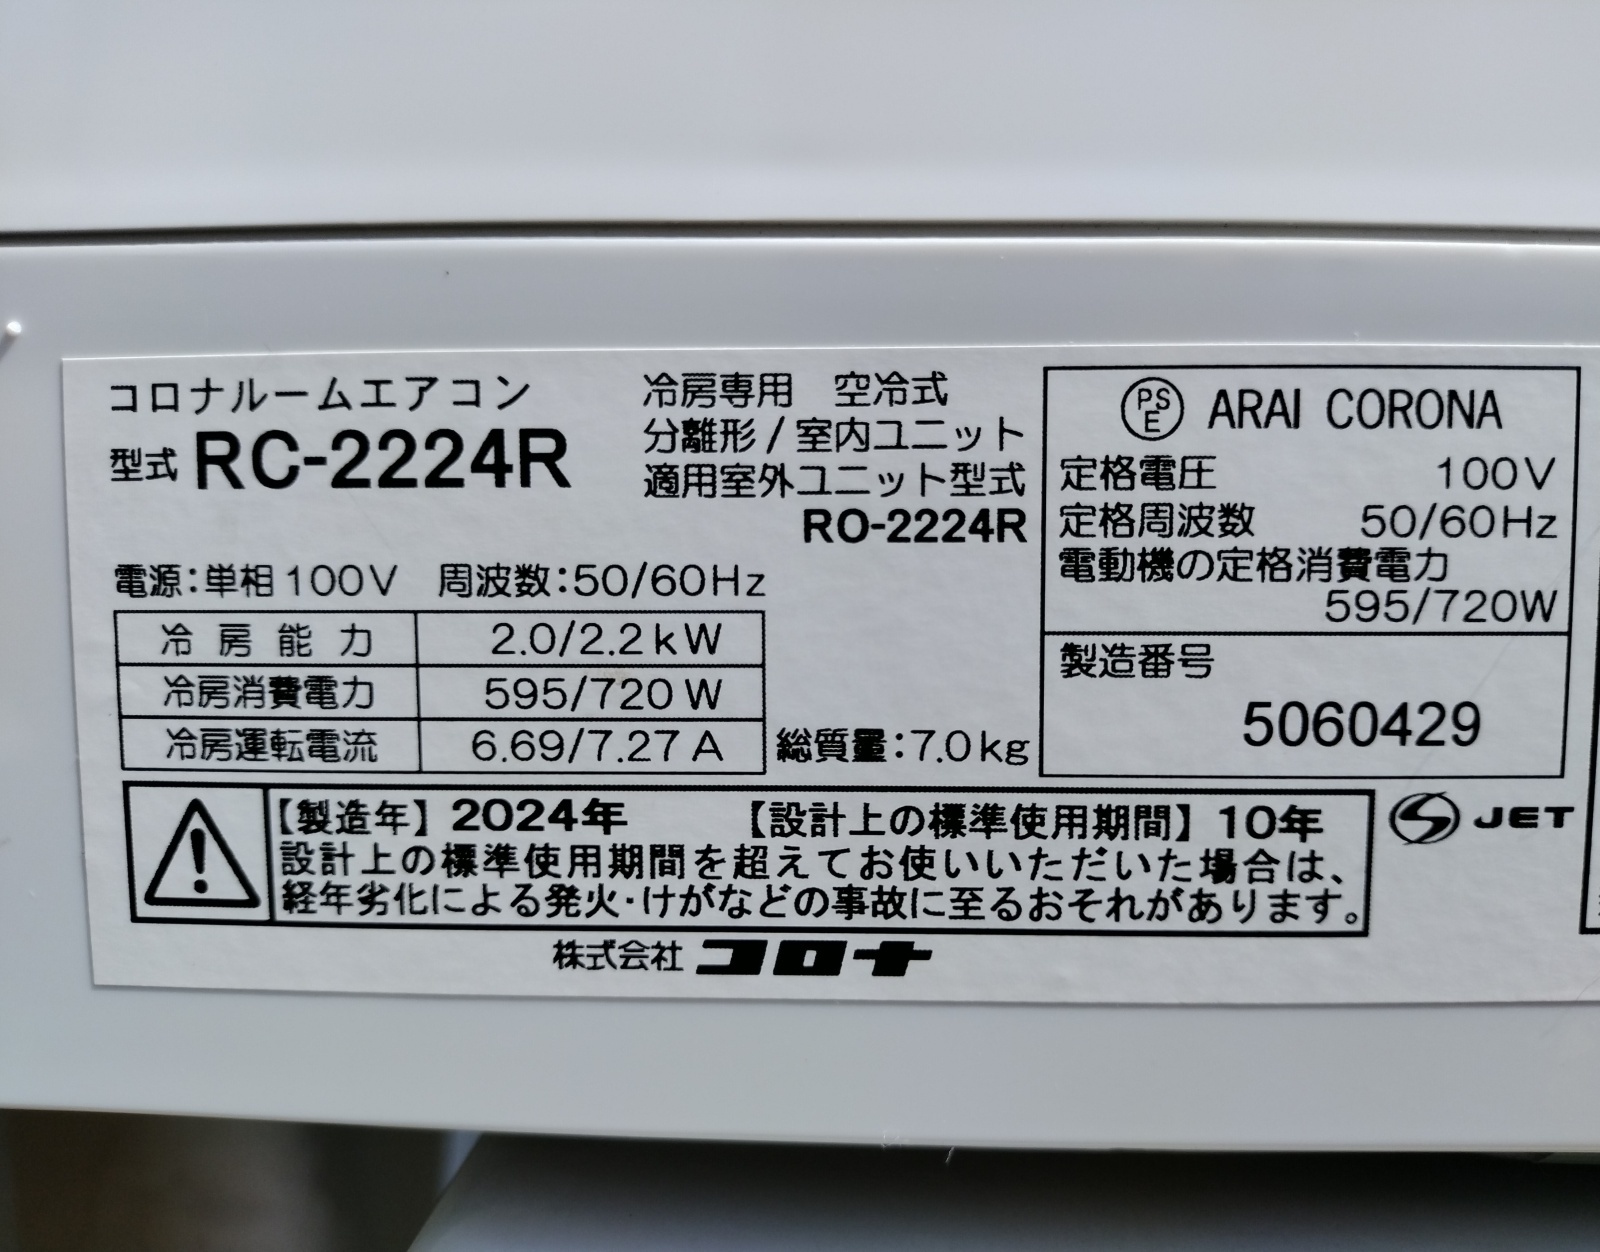 コロナルームエアコン
型式 RC-2224R
冷房専用 空冷式
分離形/室内ユニット
適用室外ユニット型式
RO-2224R
電源:単相100V 周波数:50/60Hz
冷房能力 2.0/2.2kW
冷房消費電力 595/720W
冷房運転電流 6.69/7.27A
総質量:7.0kg
PSE ARAI CORONA
定格電圧 100V
定格周波数 50/60Hz
電動機の定格消費電力
595/720W
製造番号
5060429
【製造年】2024年 【設計上の標準使用期間】10年
設計上の標準使用期間を超えてお使いいただいた場合は、
経年劣化による発火・けがなどの事故に至るおそれがあります。
JET
株式会社 コロナ